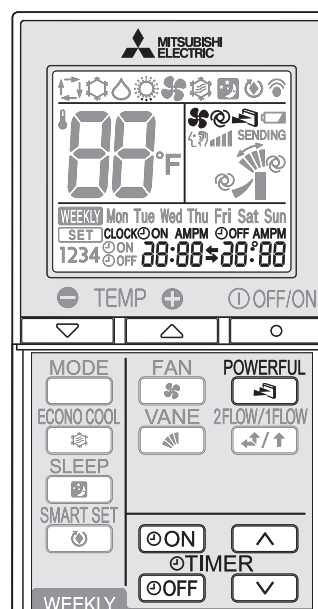 MITSUBISHI
ELECTRIC
88°F
SENDING
WEEKLY Mon Tue Wed Thu Fri Sat Sun
SET CLOCK ON AMPM OFF AMPM
1234 ON OFF 28:88 28:88
TEMP OFF/ON
MODE FAN POWERFUL
ECONO COOL VANE 2FLOW/1FLOW
SLEEP
SMART SET
ON
TIMER
OFF
WEEKLY